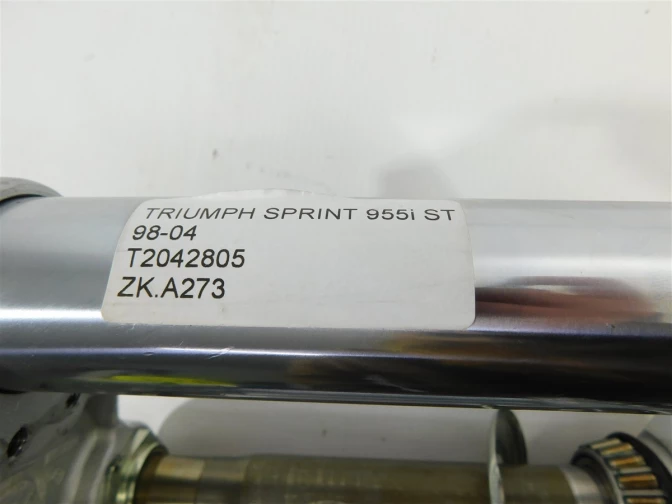 TRIUMPH SPRINT 955i ST
98-04
T2042805
ZK.A273